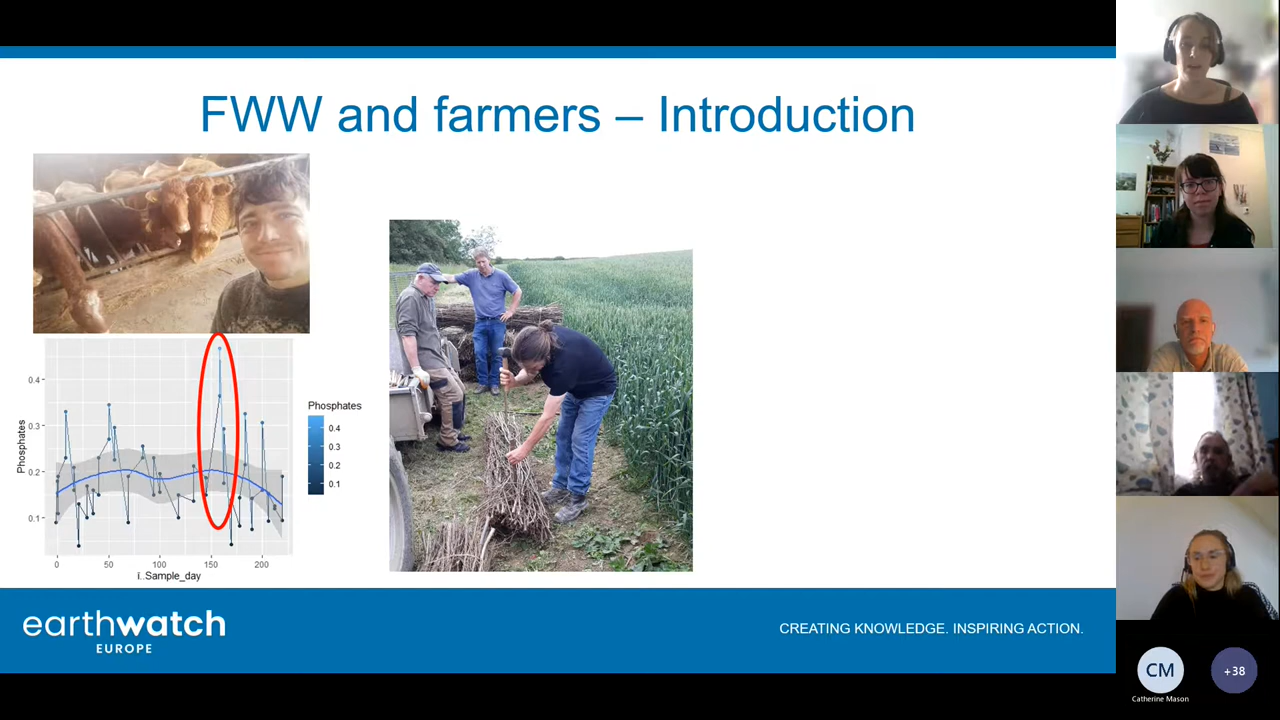 FWW and farmers – Introduction
Phosphates
0.4
0.3
0.2
0.1
0
50
100
150
200
ï..Sample_day
Phosphates
0.4
0.3
0.2
0.1
earthwatch
EUROPE
CREATING KNOWLEDGE. INSPIRING ACTION.
CM
Catherine Mason
+38